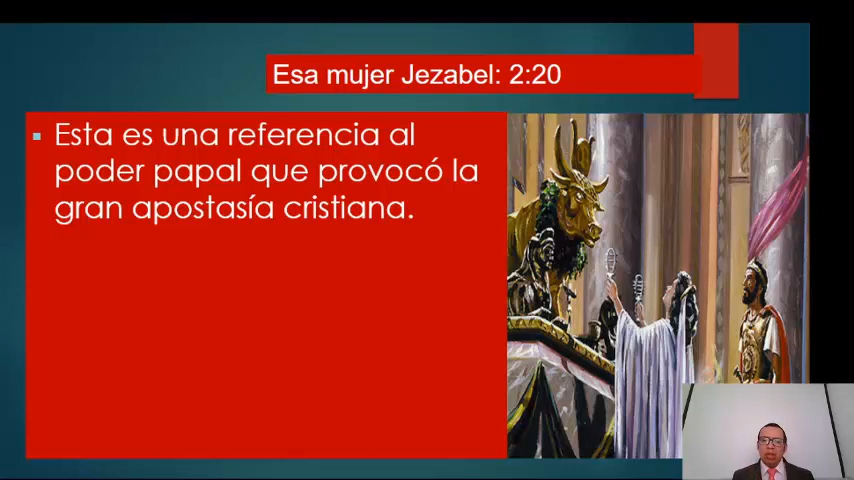 Esa mujer Jezabel: 2:20
Esta es una referencia al
poder papal que provocó la
gran apostasía cristiana.